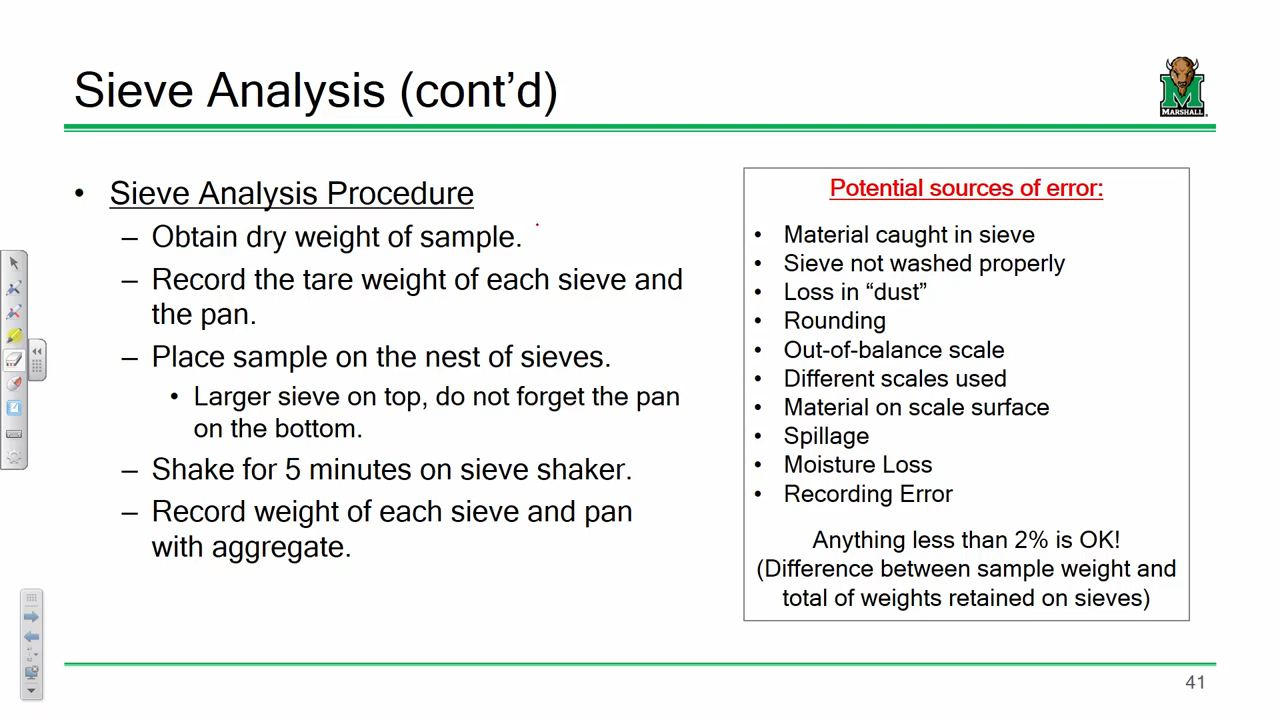 Sieve Analysis (cont’d)
MARSHALL
• Sieve Analysis Procedure
– Obtain dry weight of sample.
– Record the tare weight of each sieve and
the pan.
– Place sample on the nest of sieves.
• Larger sieve on top, do not forget the pan
on the bottom.
– Shake for 5 minutes on sieve shaker.
– Record weight of each sieve and pan
with aggregate.
Potential sources of error:
• Material caught in sieve
• Sieve not washed properly
• Loss in “dust”
• Rounding
• Out-of-balance scale
• Different scales used
• Material on scale surface
• Spillage
• Moisture Loss
• Recording Error
Anything less than 2% is OK!
(Difference between sample weight and
total of weights retained on sieves)
41